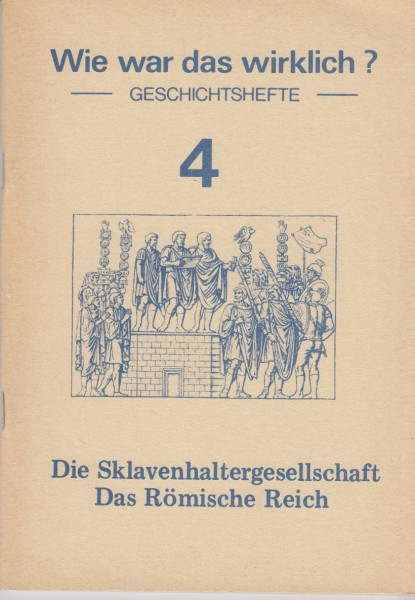 Wie war das wirklich ?
GESCHICHTSHEFTE
4
Die Sklavenhaltergesellschaft
Das Römische Reich